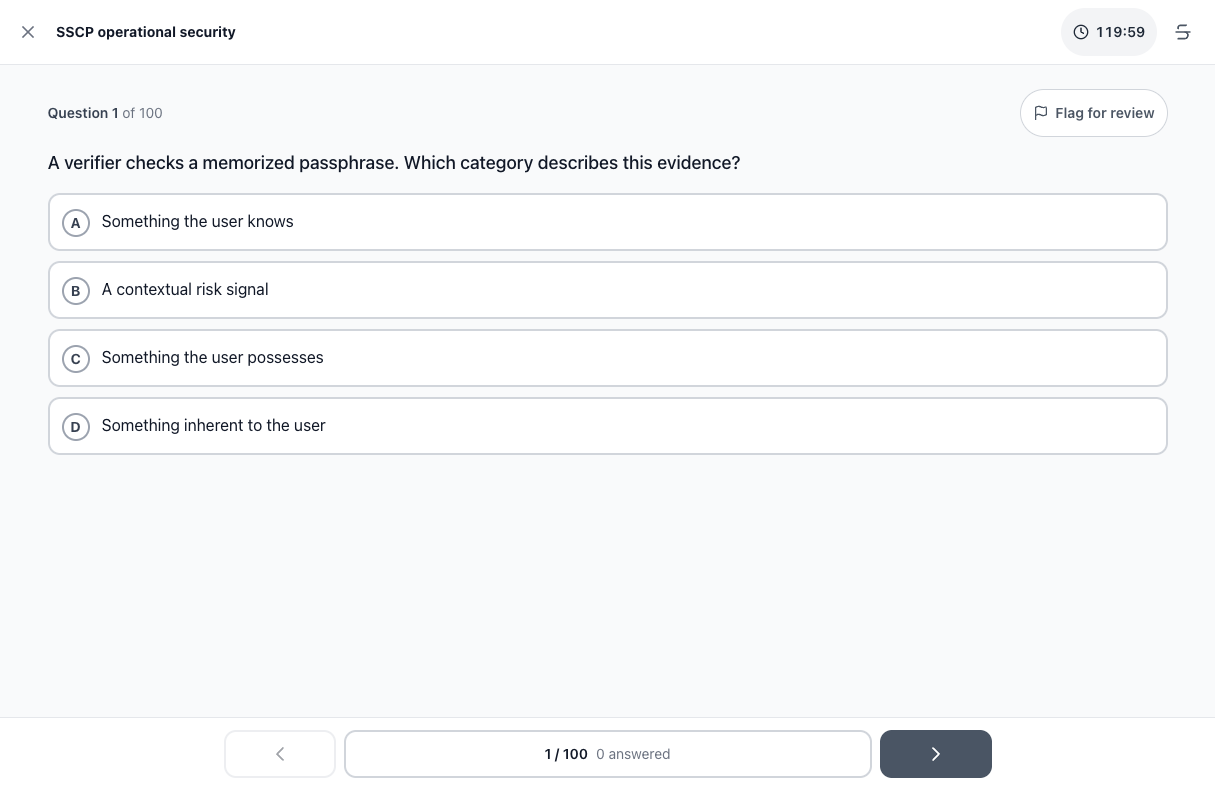 SSCP operational security
119:59
Question 1 of 100
Flag for review
A verifier checks a memorized passphrase. Which category describes this evidence?
A Something the user knows
B A contextual risk signal
C Something the user possesses
D Something inherent to the user
1 / 100 0 answered